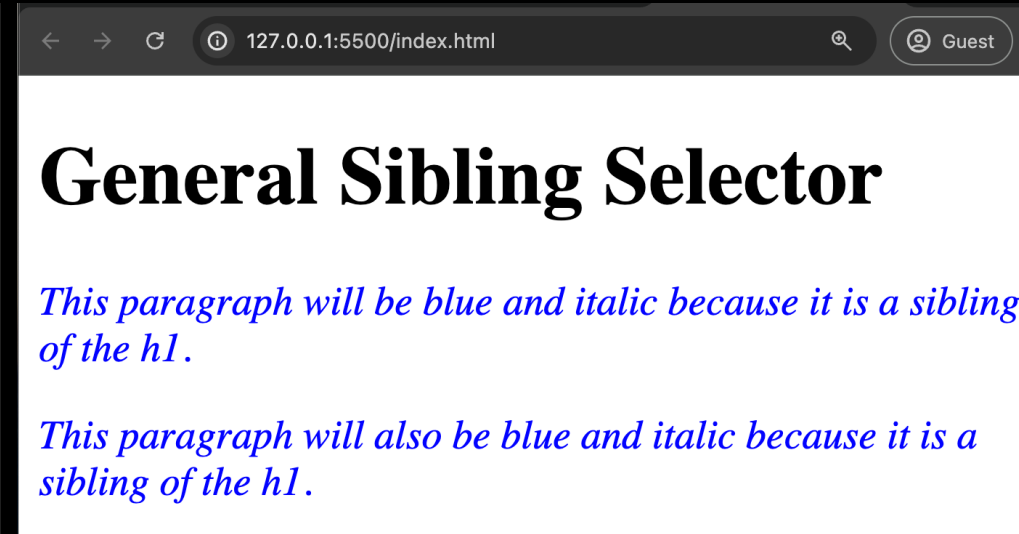 127.0.0.1:5500/index.html
Guest
General Sibling Selector
This paragraph will be blue and italic because it is a sibling
of the h1.
This paragraph will also be blue and italic because it is a
sibling of the h1.